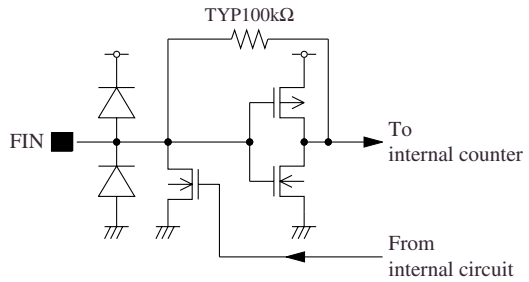 TYP100kΩ
FIN
To
internal counter
From
internal circuit